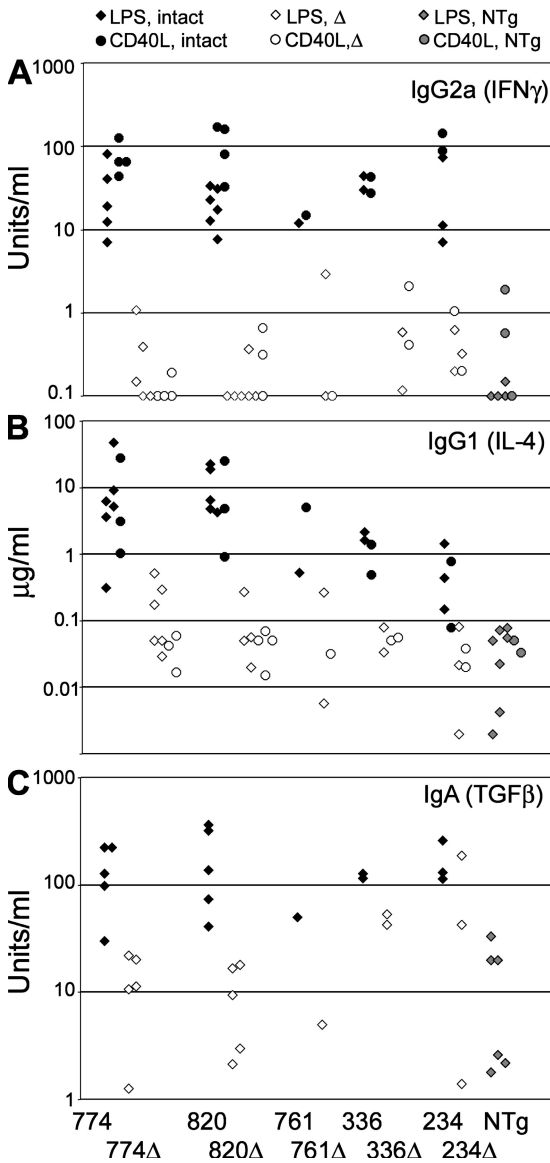 LPS, intact LPS, Δ LPS, NTg
CD40L, intact CD40L,Δ CD40L, NTg
A
1000
IgG2a (IFNγ)
100
Units/ml
10
1
0.1
B
100
IgG1 (IL-4)
10
µg/ml
1
0.1
0.01
C
1000
IgA (TGFβ)
100
Units/ml
10
1
774 820 761 336 234 NTg
774Δ 820Δ 761Δ 336Δ 234Δ